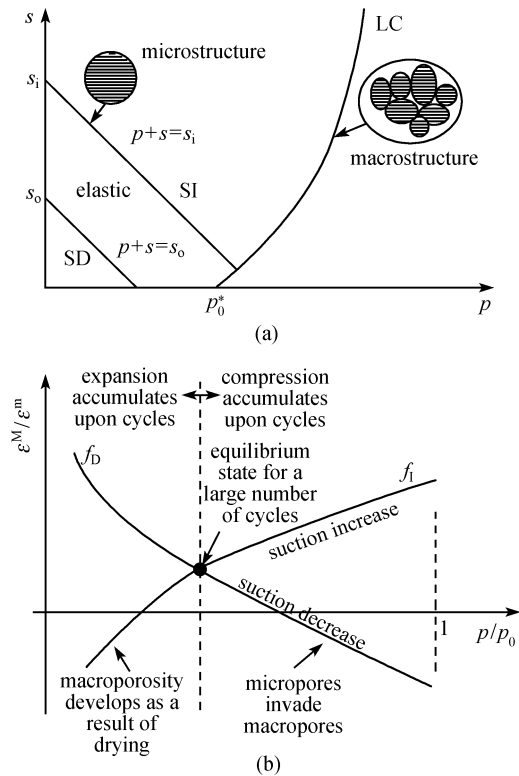 s
LC
microstructure
s_i
p+s=s_i
macrostructure
elastic
SI
s_o
p+s=s_o
SD
p_0^*
p
(a)
expansion
accumulates
upon cycles
compression
accumulates
upon cycles
ε^M/ε^m
f_D
equilibrium
state for a
large number
of cycles
f_I
suction increase
suction decrease
1
p/p_0
macroporosity
develops as a
result of
drying
micropores
invade
macropores
(b)